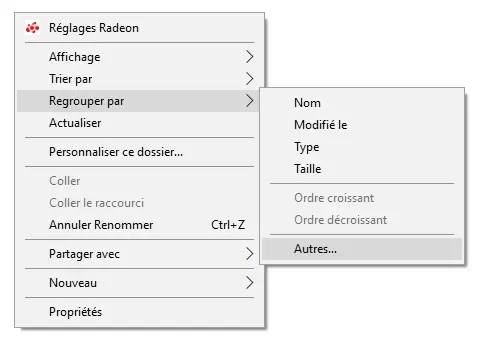 Réglages Radeon
Affichage
Trier par
Regrouper par
Actualiser
Personnaliser ce dossier...
Coller
Coller le raccourci
Annuler Renommer Ctrl+Z
Partager avec
Nouveau
Propriétés
Nom
Modifié le
Type
Taille
Ordre croissant
Ordre décroissant
Autres...